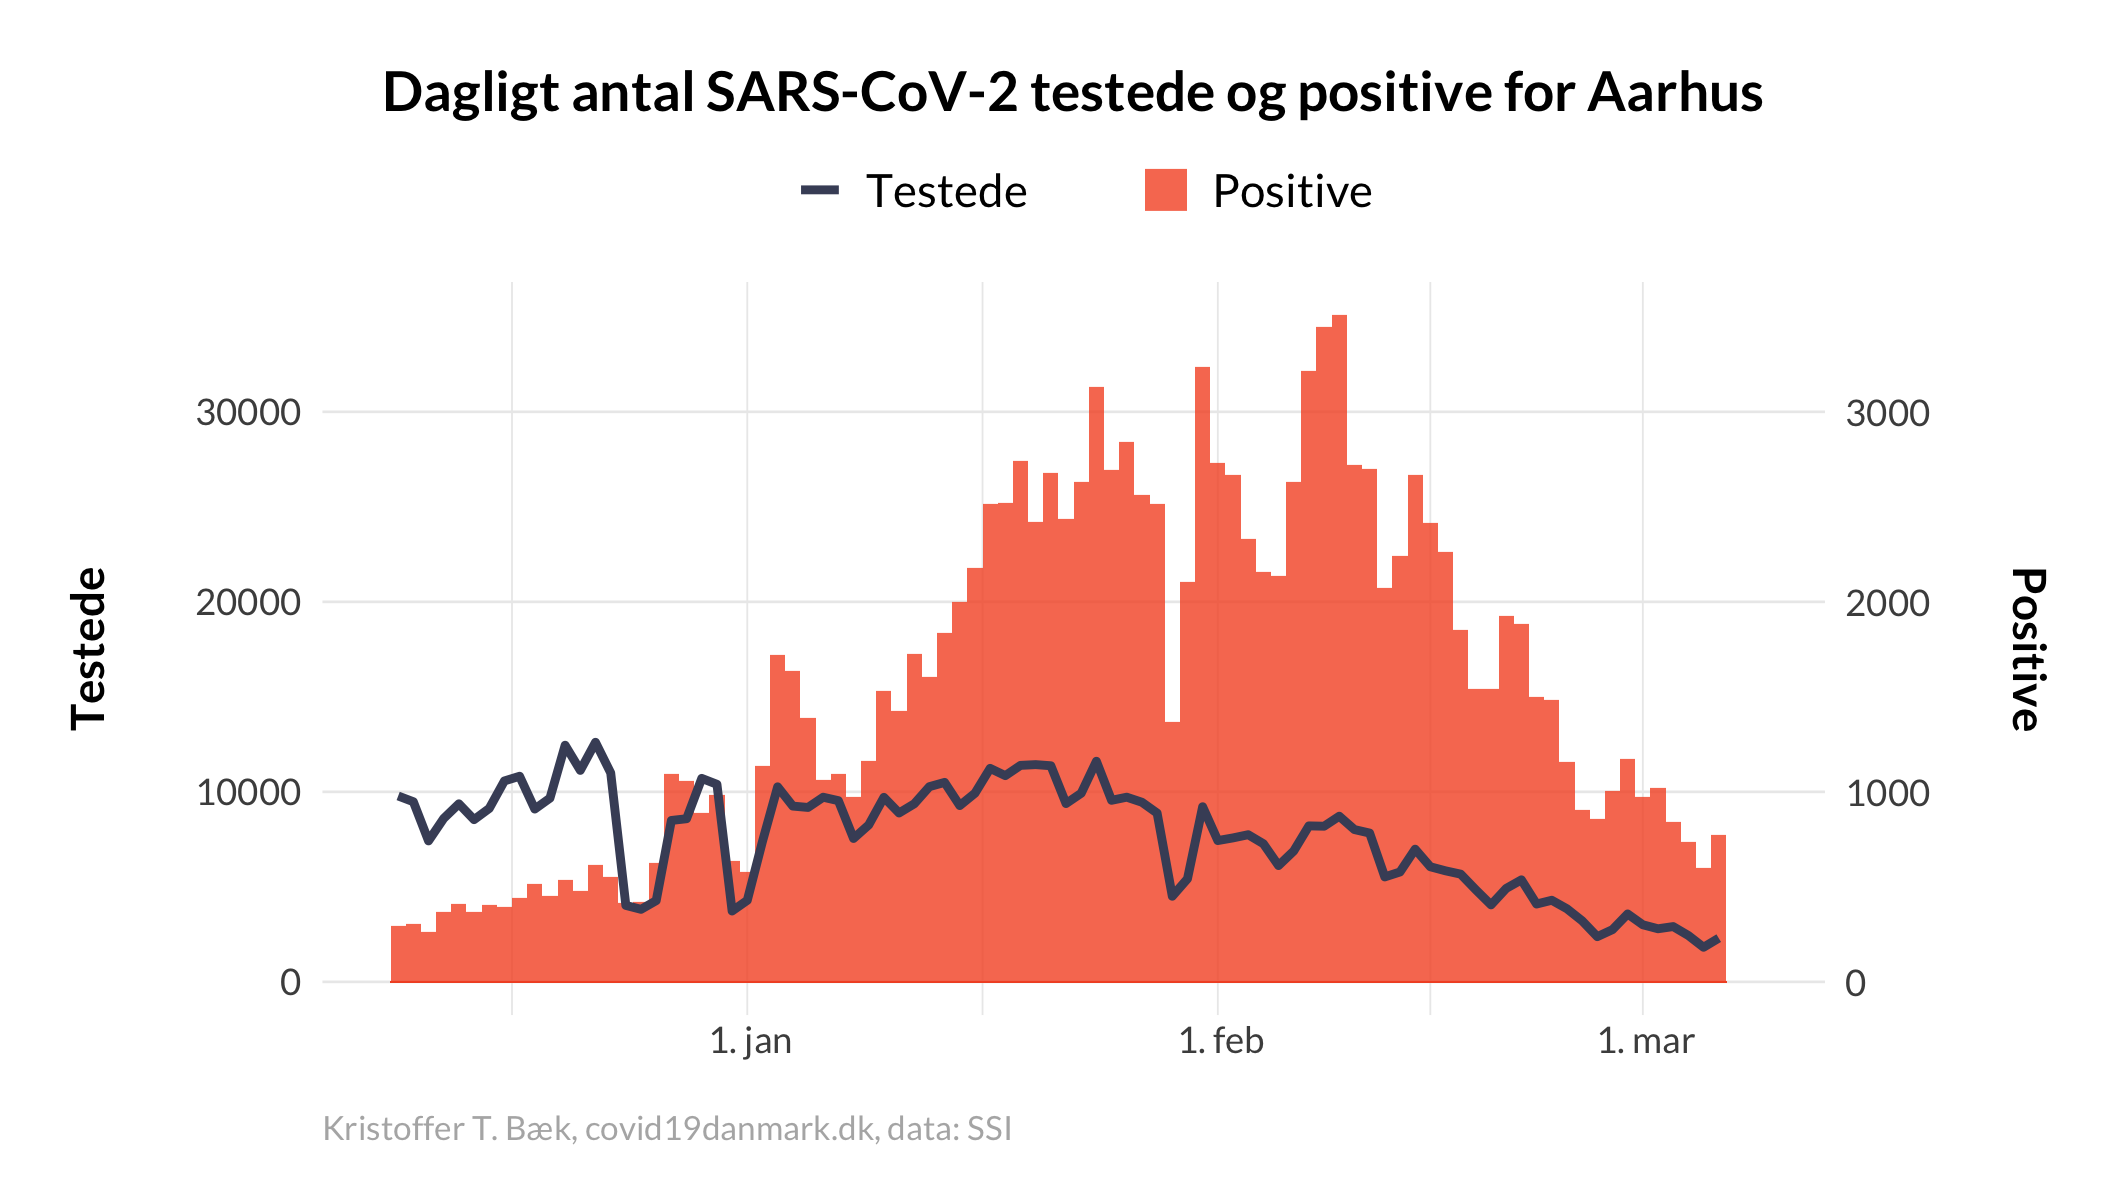 Dagligt antal SARS-CoV-2 testede og positive for Aarhus
Testede
Positive
30000
20000
10000
0
3000
2000
1000
0
Testede
Positive
1. jan
1. feb
1. mar
Kristoffer T. Bæk, covid19danmark.dk, data: SSI